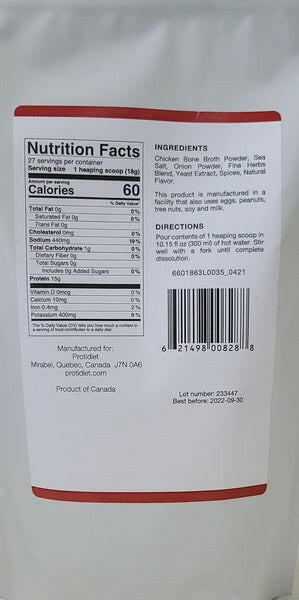 Nutrition Facts
27 servings per container
Serving size 1 heaping scoop (18g)
Amount per serving
Calories 60
% Daily Value*
Total Fat 0g 0%
Saturated Fat 0g 0%
Trans Fat 0g
Cholesterol 0mg 0%
Sodium 440mg 19%
Total Carbohydrate 1g 0%
Dietary Fiber 0g 0%
Total Sugars 0g
Includes 0g Added Sugars 0%
Protein 15g
Vitamin D 0mcg 0%
Calcium 10mg 0%
Iron 0.4mg 2%
Potassium 400mg 8%
*The % Daily Value (DV) tells you how much a nutrient in
a serving of food contributes to a daily diet.
Manufactured for:
Protidiet
Mirabel, Quebec, Canada J7N 0A6
protidiet.com
Product of Canada
INGREDIENTS
Chicken Bone Broth Powder, Sea
Salt, Onion Powder, Fine Herbs
Blend, Yeast Extract, Spices, Natural
Flavor.
This product is manufactured in a
facility that also uses eggs, peanuts,
tree nuts, soy and milk.
DIRECTIONS
Pour contents of 1 heaping scoop in
10.15 fl oz (300 ml) of hot water. Stir
well with a fork until complete
dissolution.
6601863L0035_0421
6 21498 00828 8
Lot number: 233447
Best before: 2022-09-30